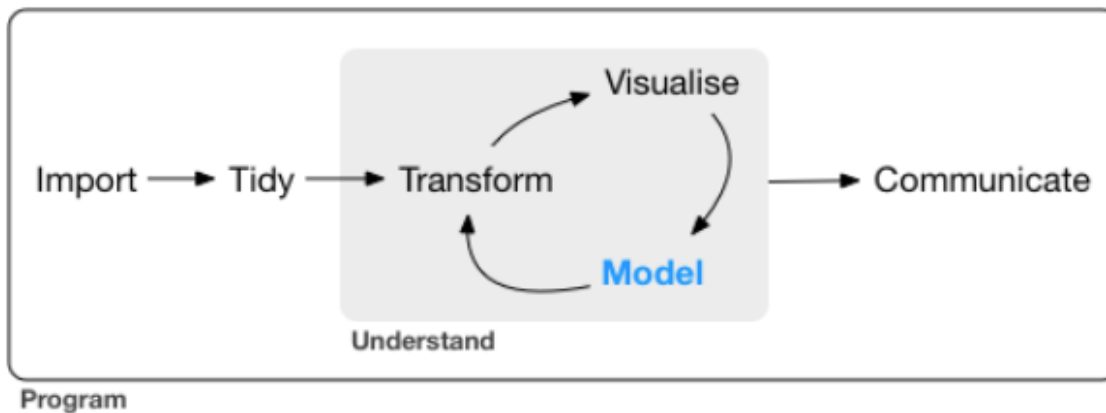 Visualise
Import Tidy Transform Communicate
Model
Understand
Program